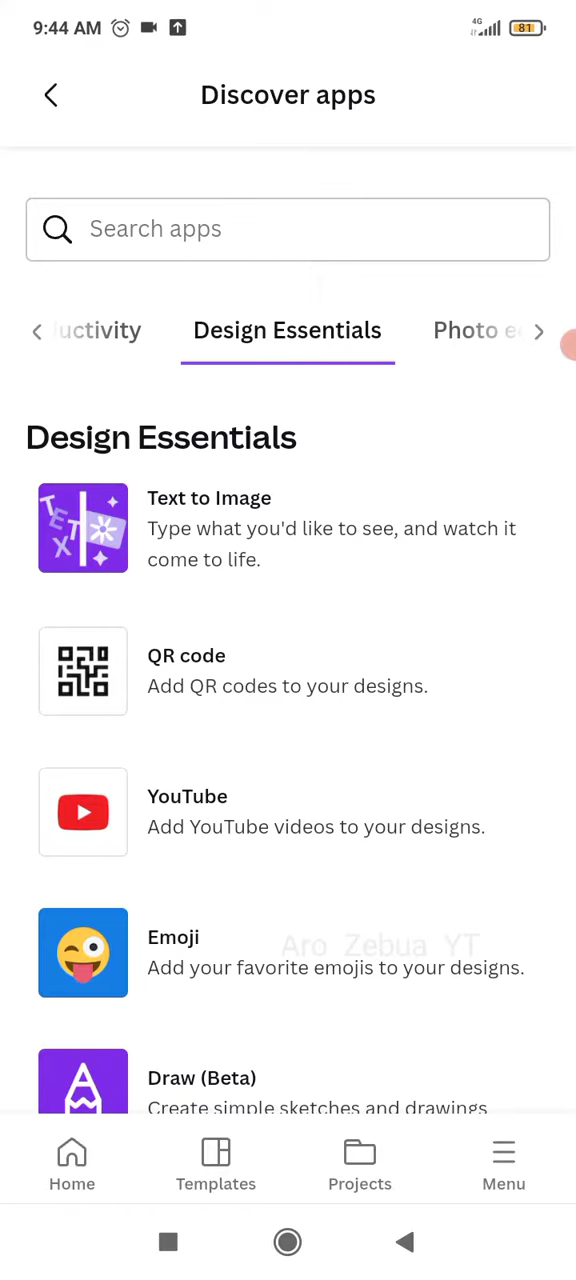 9:44 AM
4G
81
Discover apps
Search apps
uctivity
Design Essentials
Photo e
Design Essentials
TEXT
Text to Image
Type what you'd like to see, and watch it
come to life.
QR code
Add QR codes to your designs.
YouTube
Add YouTube videos to your designs.
Emoji
Aro Zebua YT
Add your favorite emojis to your designs.
Draw (Beta)
Create simple sketches and drawings
Home
Templates
Projects
Menu